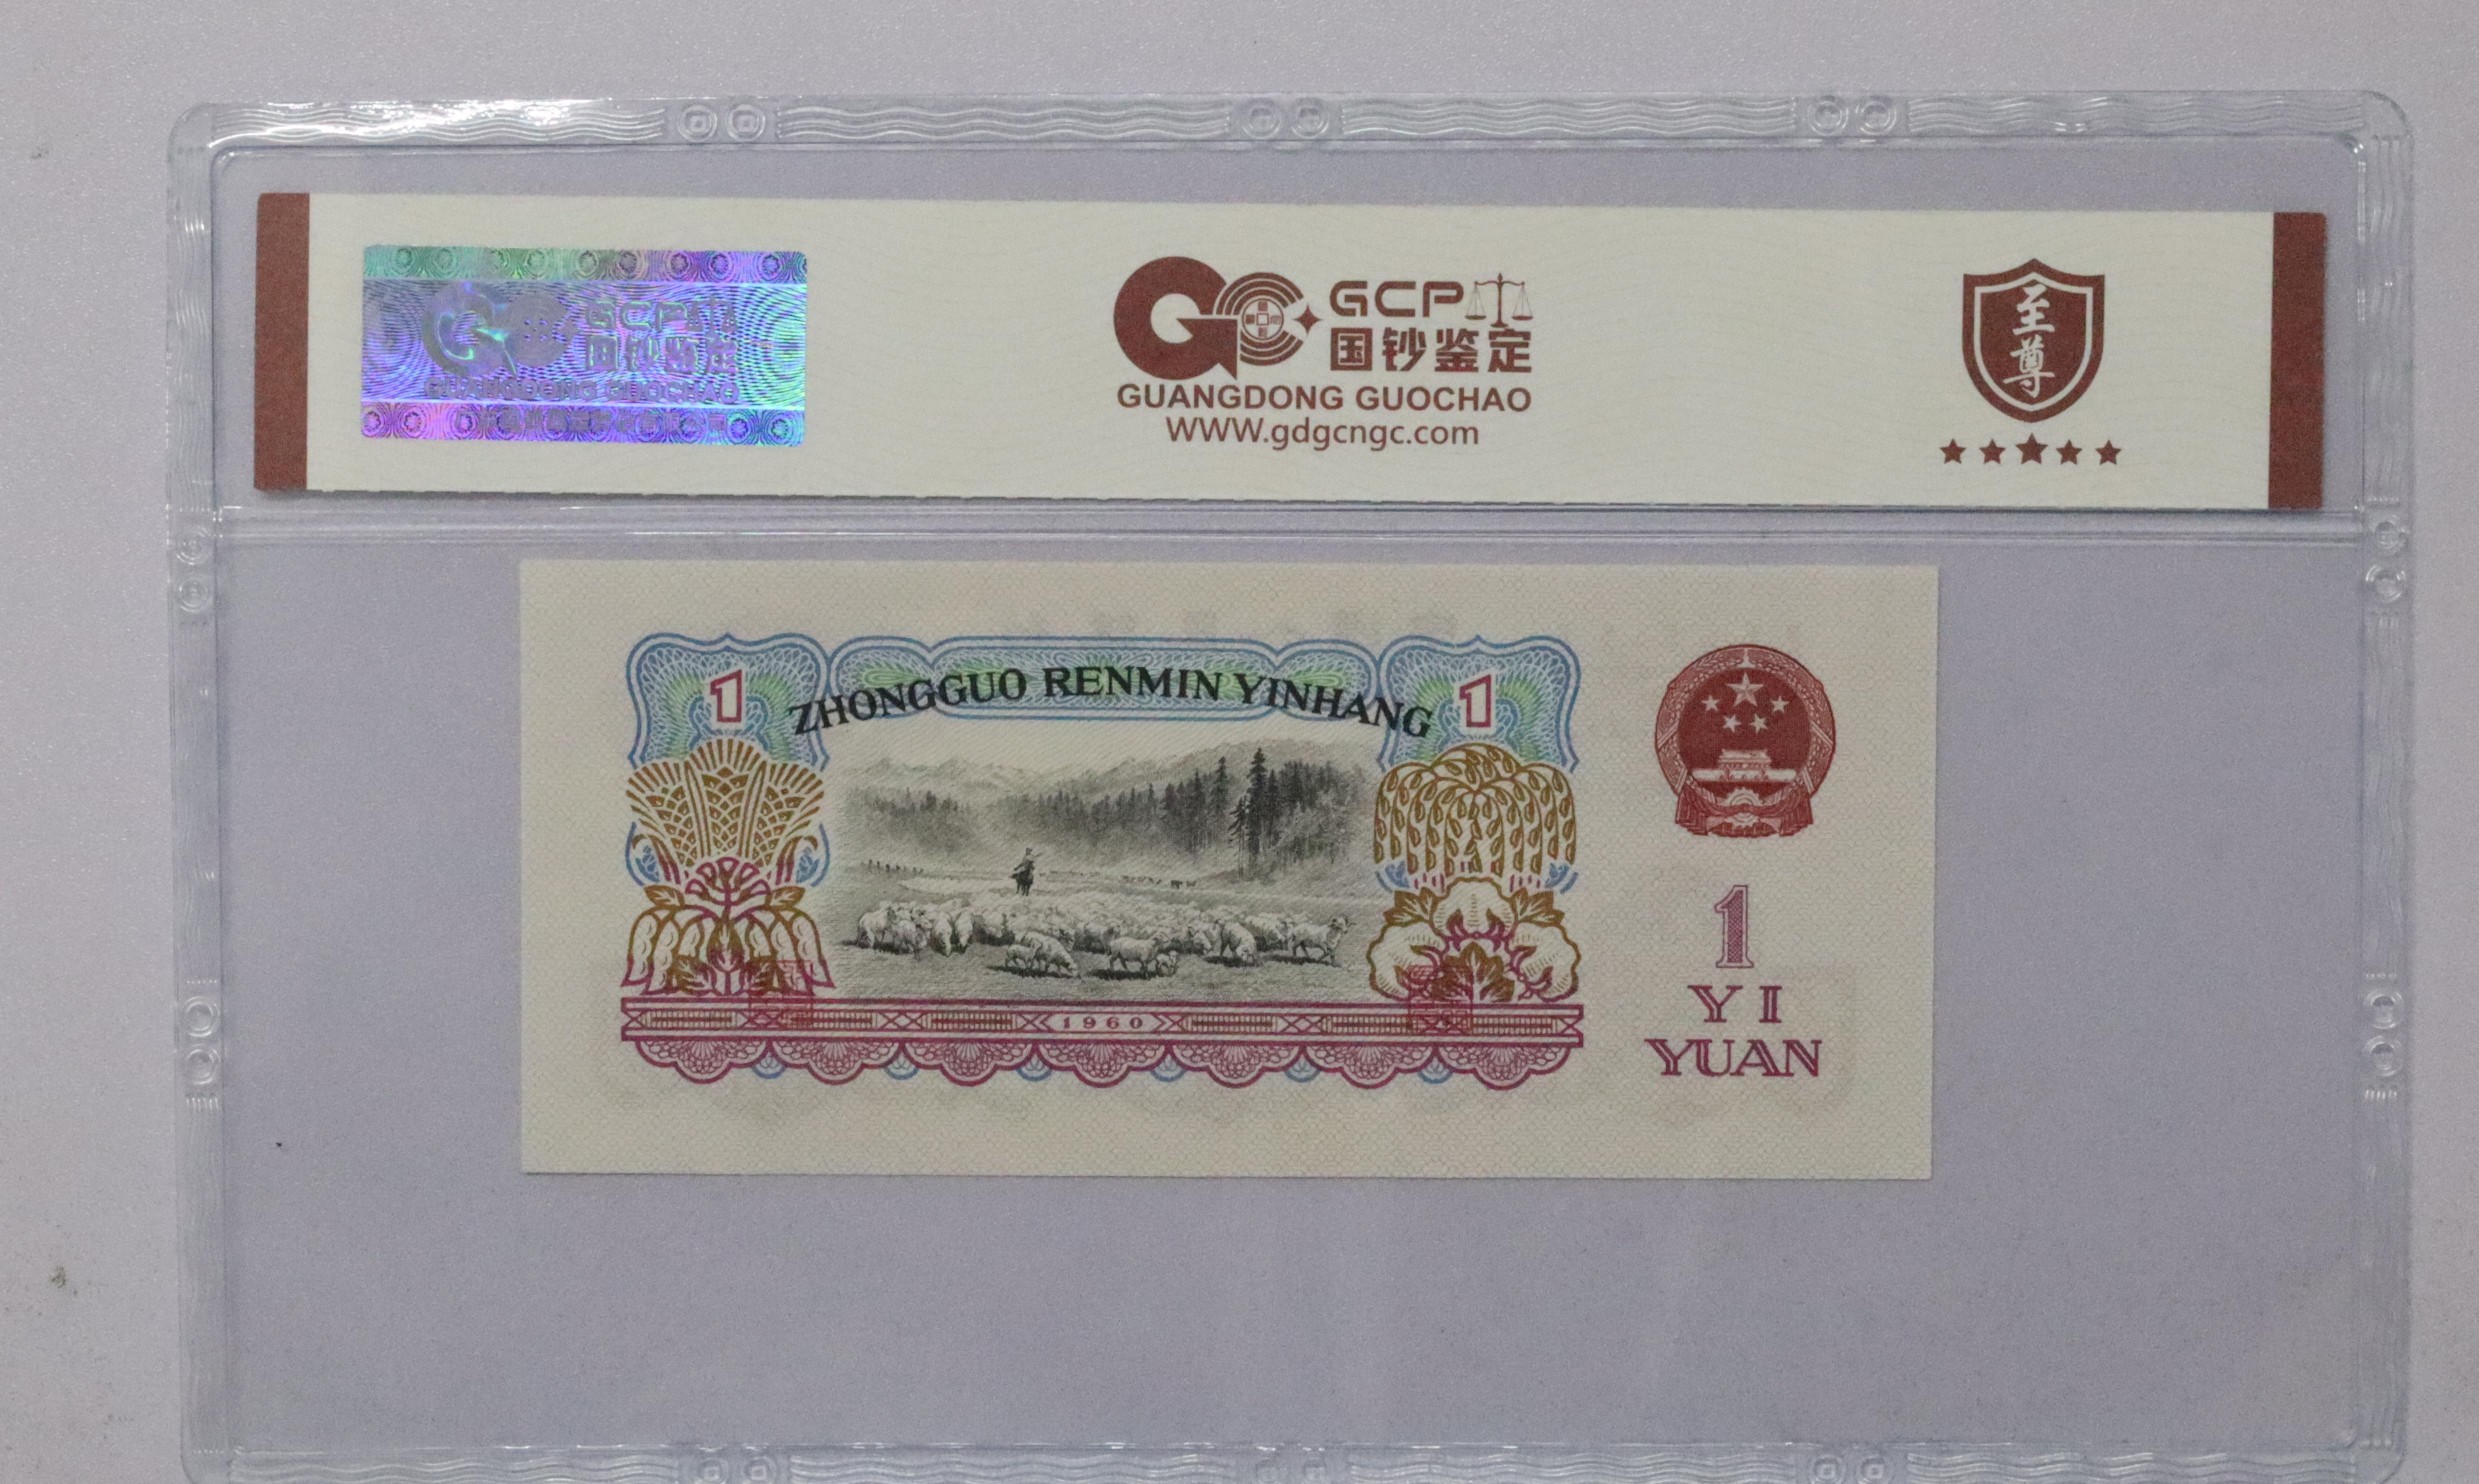 GCP
国钞鉴定
GUANGDONG GUOCHAO
GCP
国钞鉴定
GUANGDONG GUOCHAO
WWW.gdgcngc.com
至尊
1
ZHONGGUO RENMIN YINHANG
1
1960
1
YI
YUAN